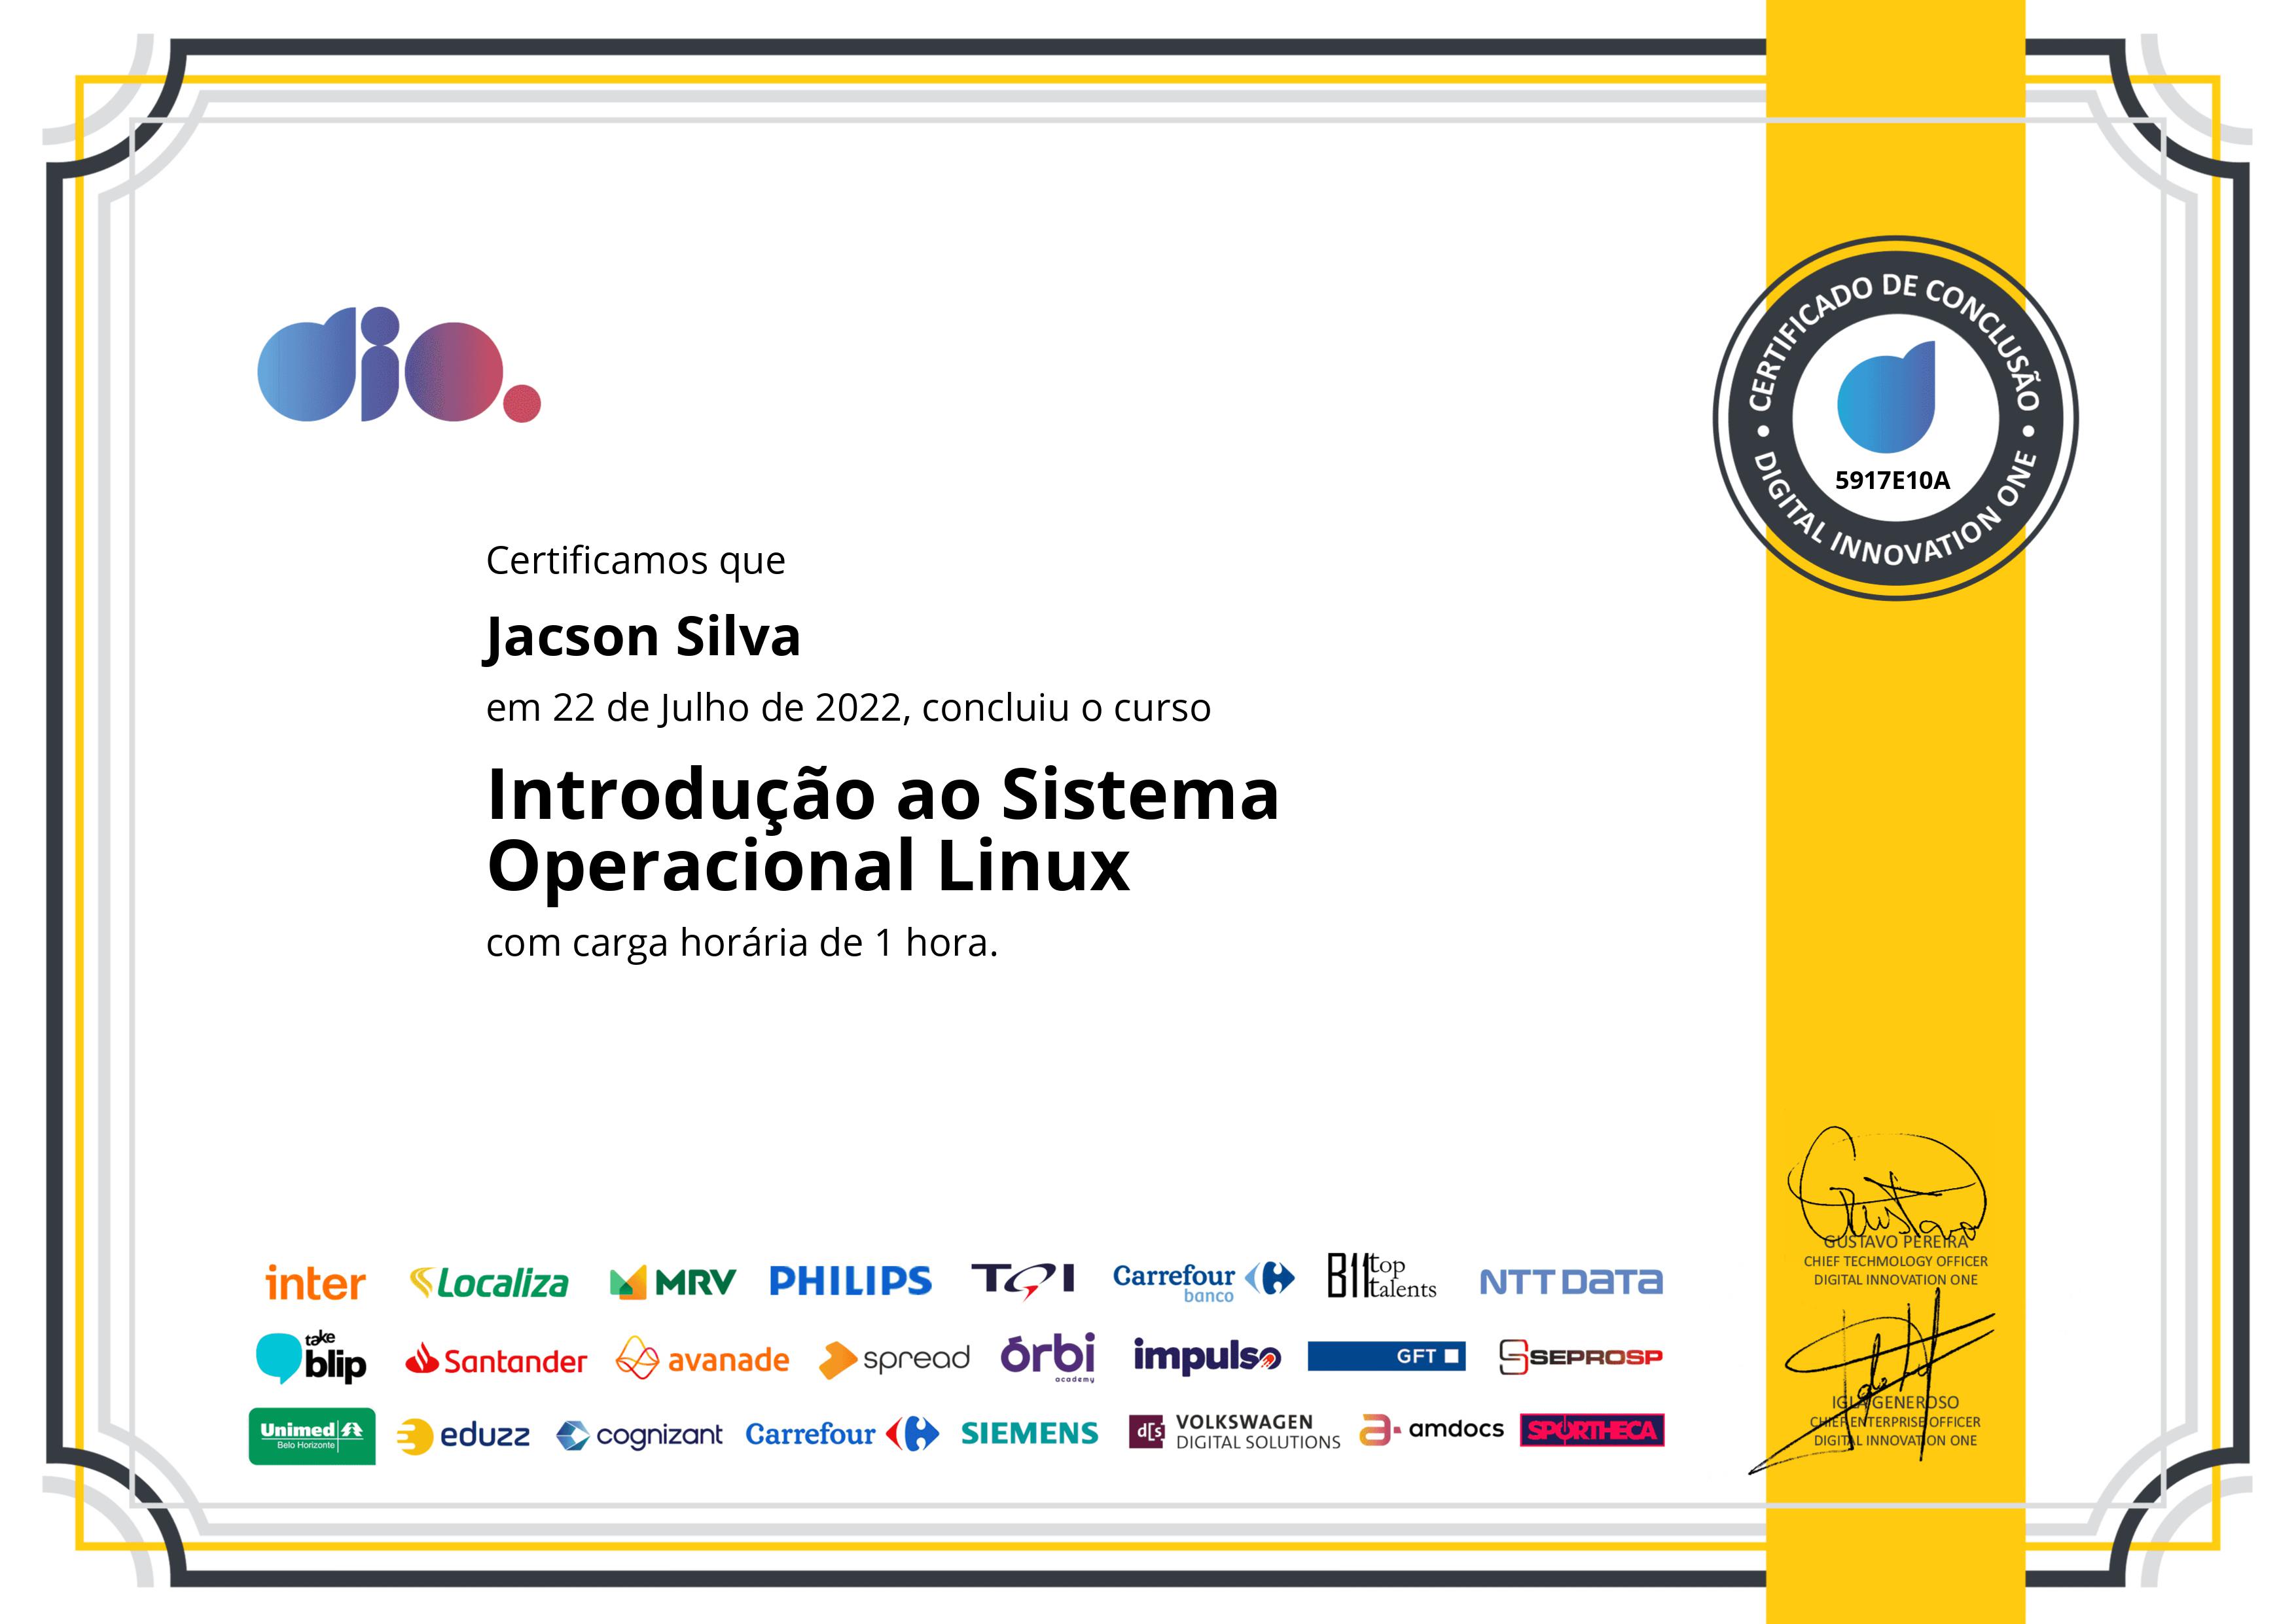 dio.
CERTIFICADO DE CONCLUSÃO
5917E10A
DIGITAL INNOVATION ONE
Certificamos que
Jacson Silva
em 22 de Julho de 2022, concluiu o curso
Introdução ao Sistema
Operacional Linux
com carga horária de 1 hora.
Gustavo
GUSTAVO PEREIRA
CHIEF TECHMOLOGY OFFICER
DIGITAL INNOVATION ONE
inter Localiza MRV PHILIPS TQI Carrefour banco B11 top talents NTT DATA
take blip Santander avanade spread órbi academy impulso GFT SEPROSP
IGLÁ GENEROSO
CHIEF ENTERPRISE OFFICER
DIGITAL INNOVATION ONE
Unimed Belo Horizonte eduzz cognizant Carrefour SIEMENS d[s VOLKSWAGEN DIGITAL SOLUTIONS a amdocs SPORTHECA